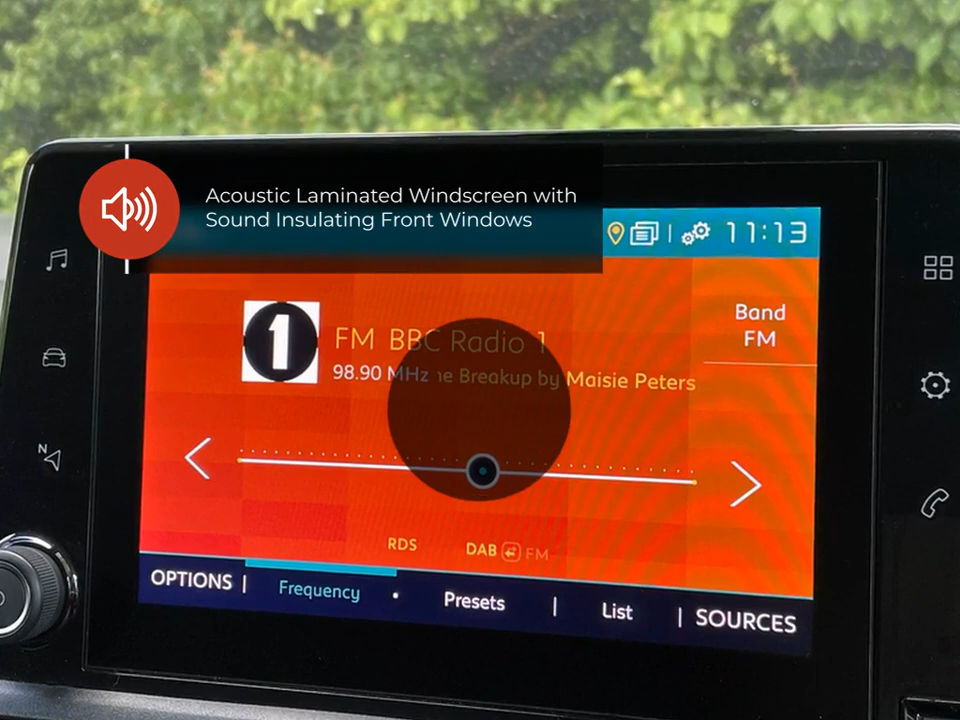 Acoustic Laminated Windscreen with
Sound Insulating Front Windows
11:13
1
FM BBC Radio 1
Band
FM
98.90 MHz Breakup by Maisie Peters
RDS
DAB FM
OPTIONS | Frequency • Presets | List | SOURCES
N